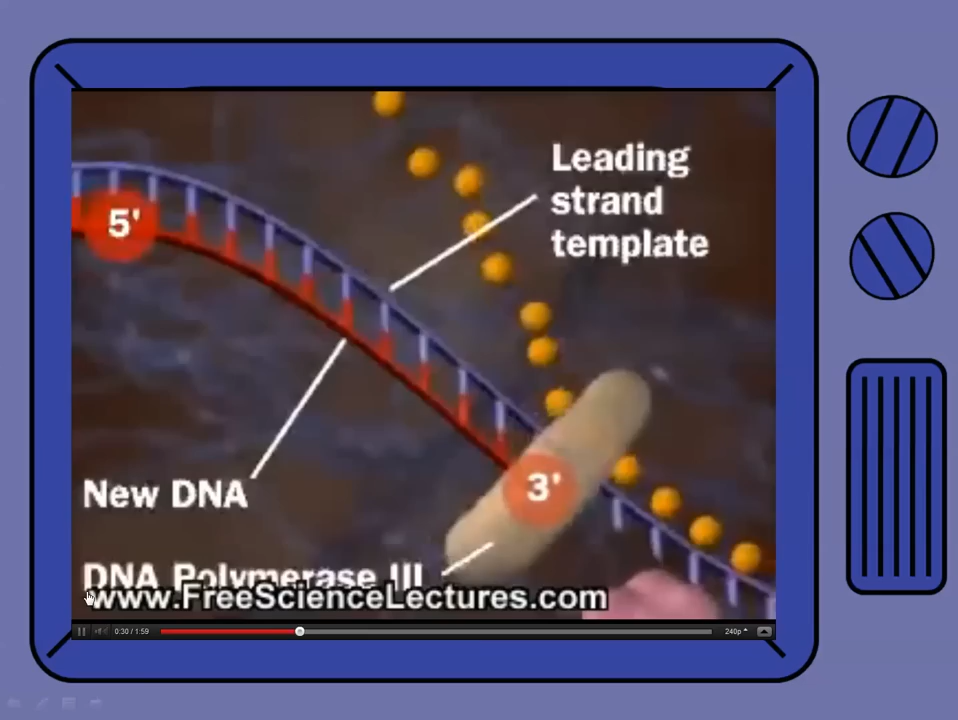 Leading
strand
template
5'
3'
New DNA
DNA Polymerase III
www.FreeScienceLectures.com
0:30 / 1:59
240p